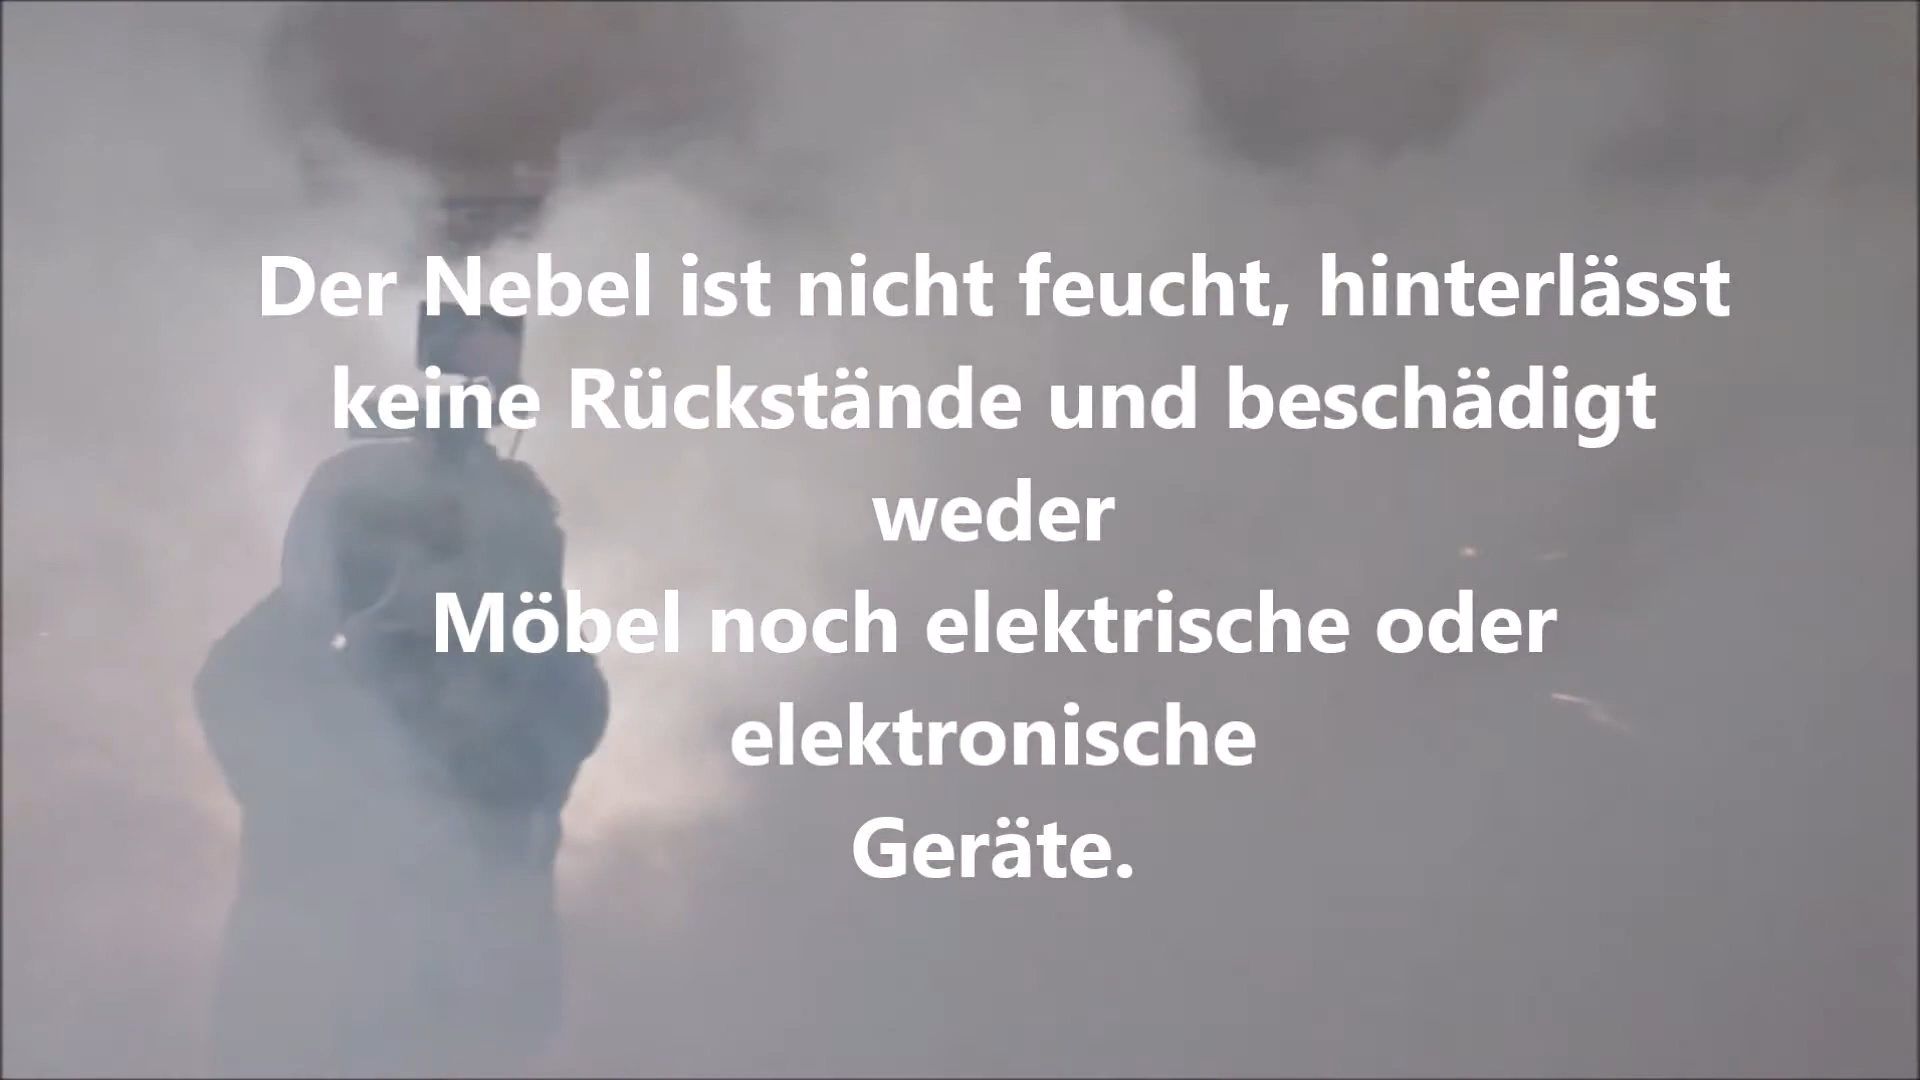 Der Nebel ist nicht feucht, hinterlässt
keine Rückstände und beschädigt
weder
Möbel noch elektrische oder
elektronische
Geräte.